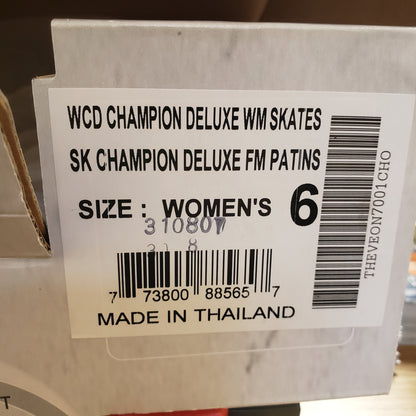 WCD CHAMPION DELUXE WM SKATES
SK CHAMPION DELUXE FM PATINS
SIZE : WOMEN'S 6
310807
7 73800 88565 7
MADE IN THAILAND
THEVEON7001CHO